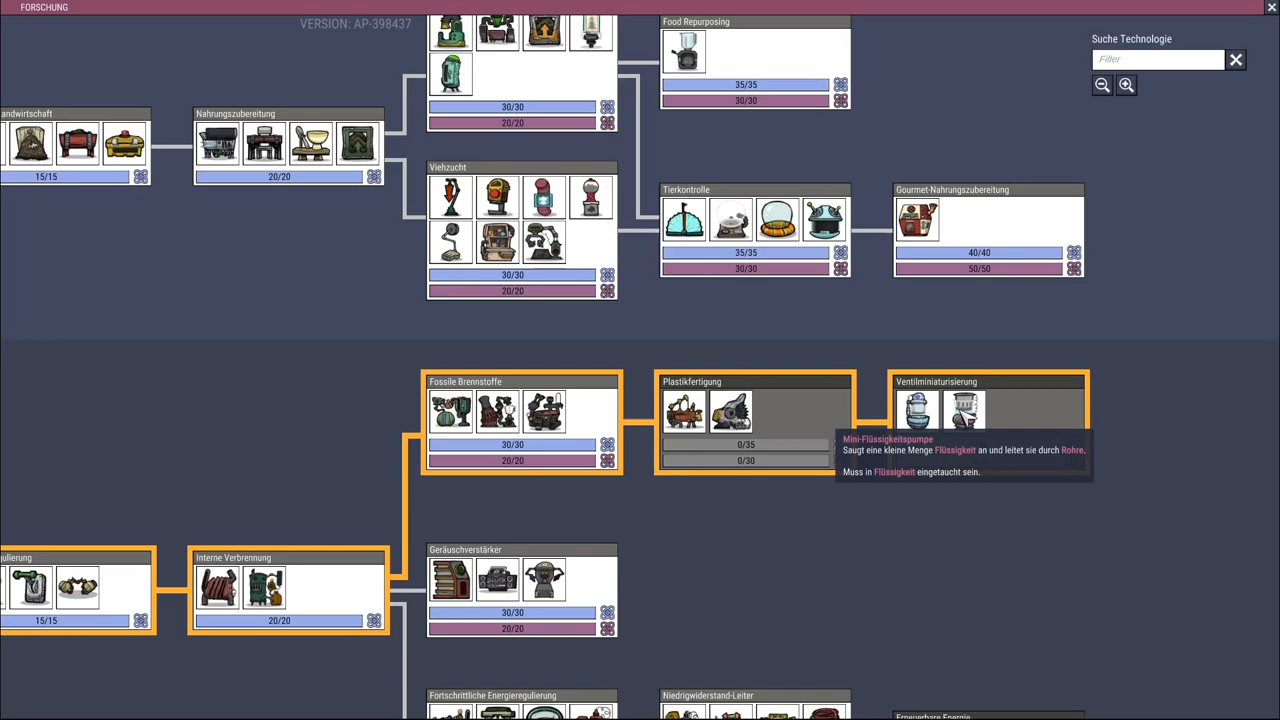 FORSCHUNG
VERSION: AP-398437
Food Repurposing
35/35
30/30
30/30
20/20
Suche Technologie
Filter
andwirtschaft
15/15
Nahrungszubereitung
20/20
Viehzucht
30/30
20/20
Tierkontrolle
35/35
30/30
Gourmet-Nahrungszubereitung
40/40
50/50
Fossile Brennstoffe
30/30
20/20
Plastikfertigung
0/35
0/30
Ventilminiaturisierung
Mini-Flüssigkeitspumpe
Saugt eine kleine Menge Flüssigkeit an und leitet sie durch Rohre.
Muss in Flüssigkeit eingetaucht sein.
gulierung
15/15
Interne Verbrennung
20/20
Geräuschverstärker
30/30
20/20
Fortschrittliche Energieregulierung
Niedrigwiderstand-Leiter
Erneuerbare Energie